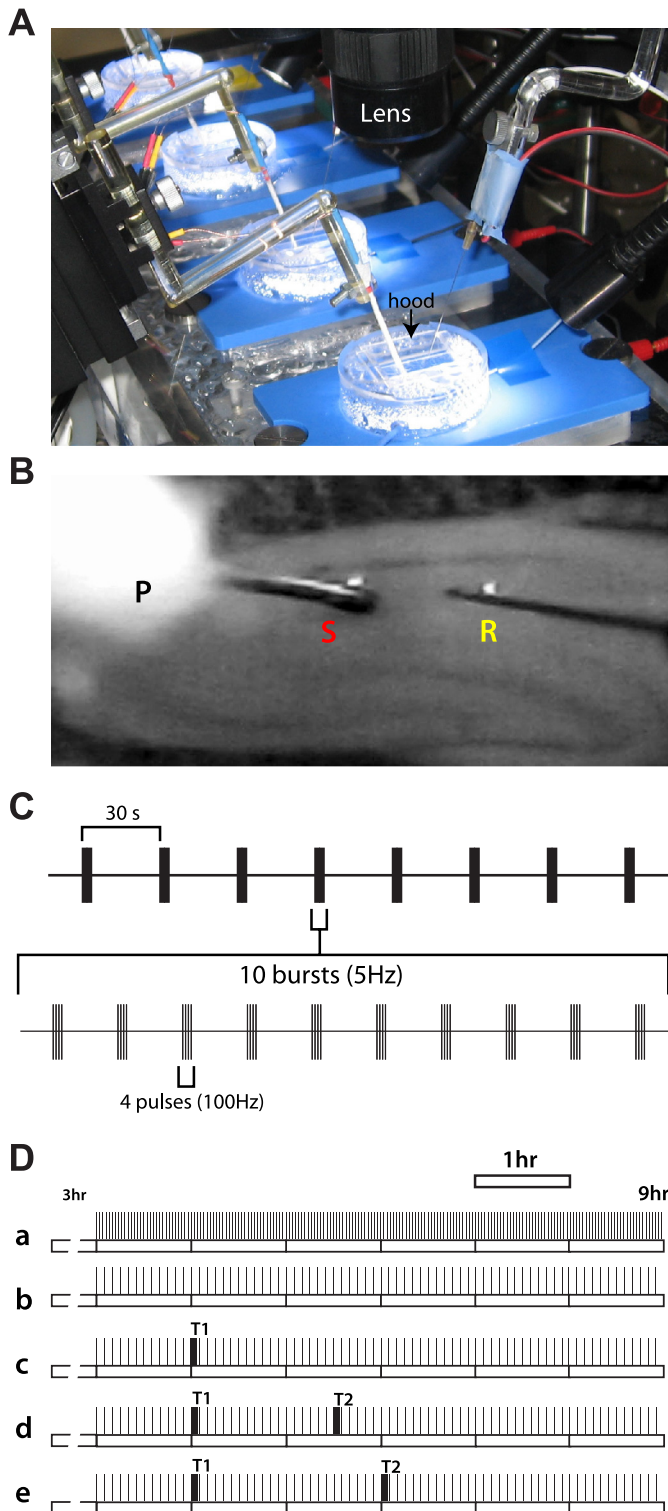 A
Lens
hood
B
P
S
R
C
30 s
10 bursts (5Hz)
4 pulses (100Hz)
D
1hr
3hr
9hr
a
b
T1
c
T1
T2
d
T1
T2
e